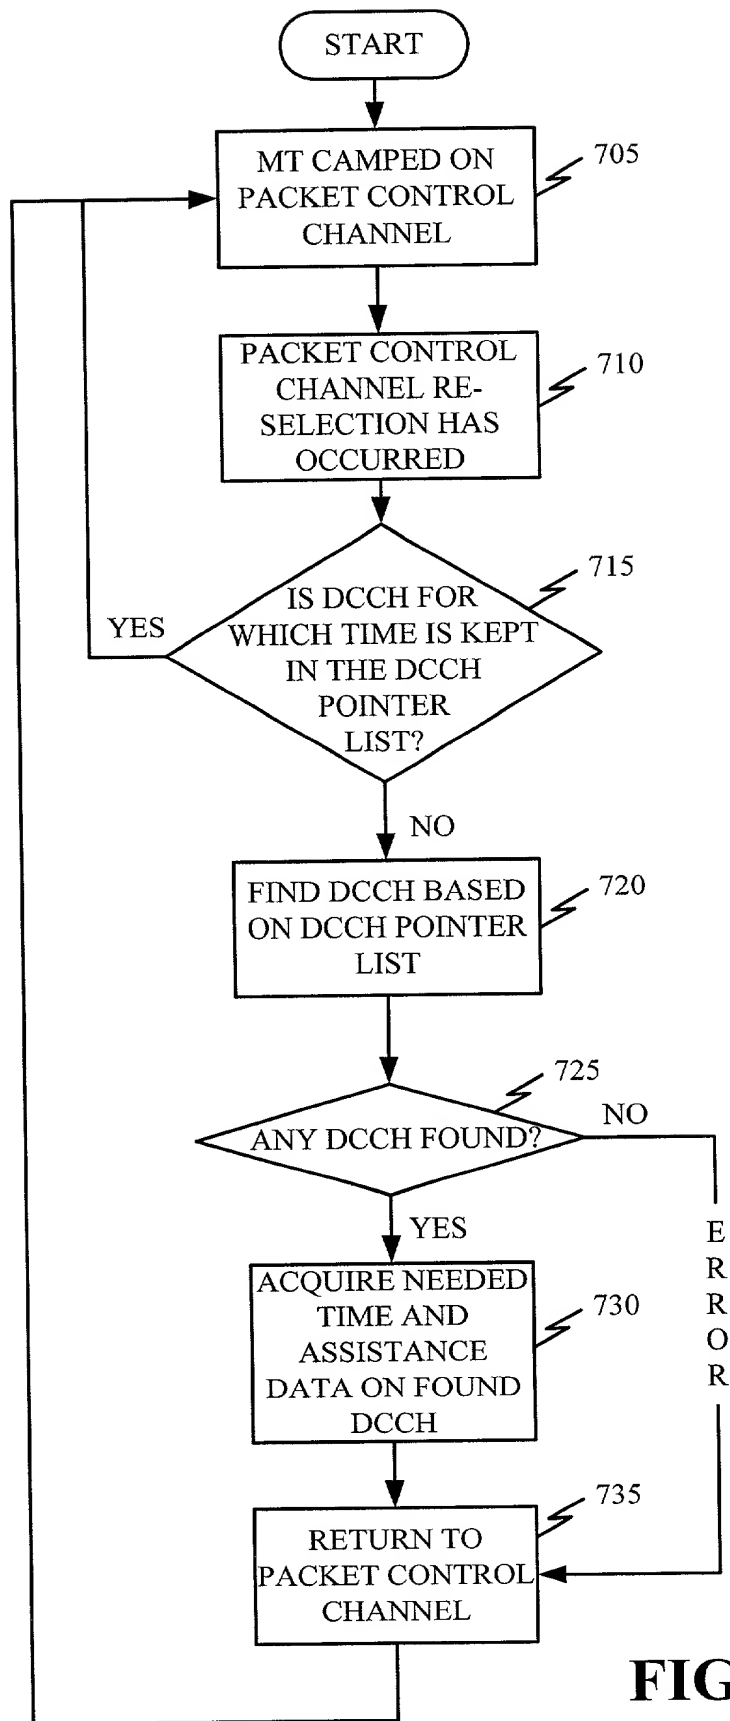 START
MT CAMPED ON
PACKET CONTROL
CHANNEL
705
PACKET CONTROL
CHANNEL RE-
SELECTION HAS
OCCURRED
710
IS DCCH FOR
WHICH TIME IS KEPT
IN THE DCCH
POINTER
LIST?
715
YES
NO
FIND DCCH BASED
ON DCCH POINTER
LIST
720
ANY DCCH FOUND?
725
NO
YES
ERROR
ACQUIRE NEEDED
TIME AND
ASSISTANCE
DATA ON FOUND
DCCH
730
RETURN TO
PACKET CONTROL
CHANNEL
735
FIG